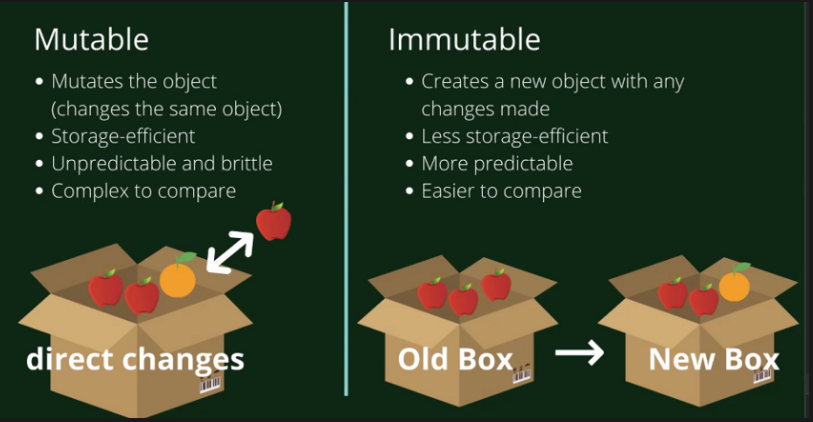 Mutable
• Mutates the object
(changes the same object)
• Storage-efficient
• Unpredictable and brittle
• Complex to compare
direct changes
Immutable
• Creates a new object with any
changes made
• Less storage-efficient
• More predictable
• Easier to compare
Old Box
New Box